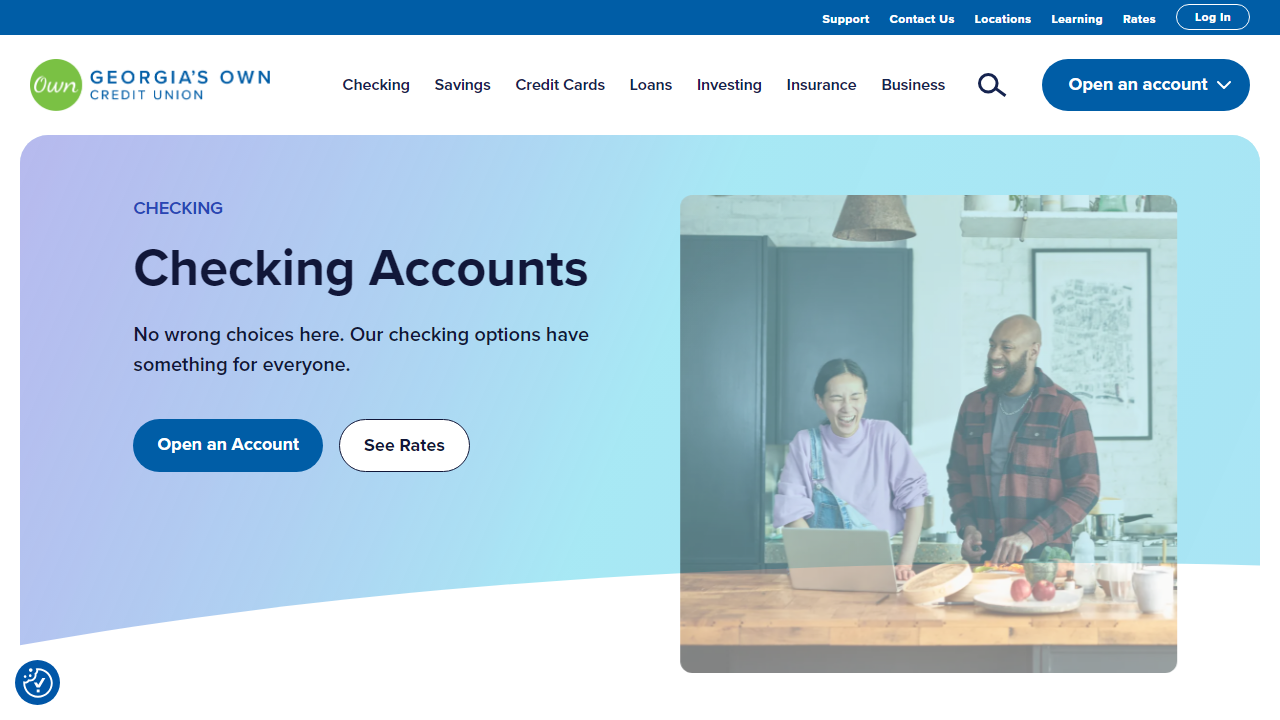 Support Contact Us Locations Learning Rates Log In
Own GEORGIA'S OWN
CREDIT UNION
Checking Savings Credit Cards Loans Investing Insurance Business Open an account
CHECKING
Checking Accounts
No wrong choices here. Our checking options have
something for everyone.
Open an Account See Rates